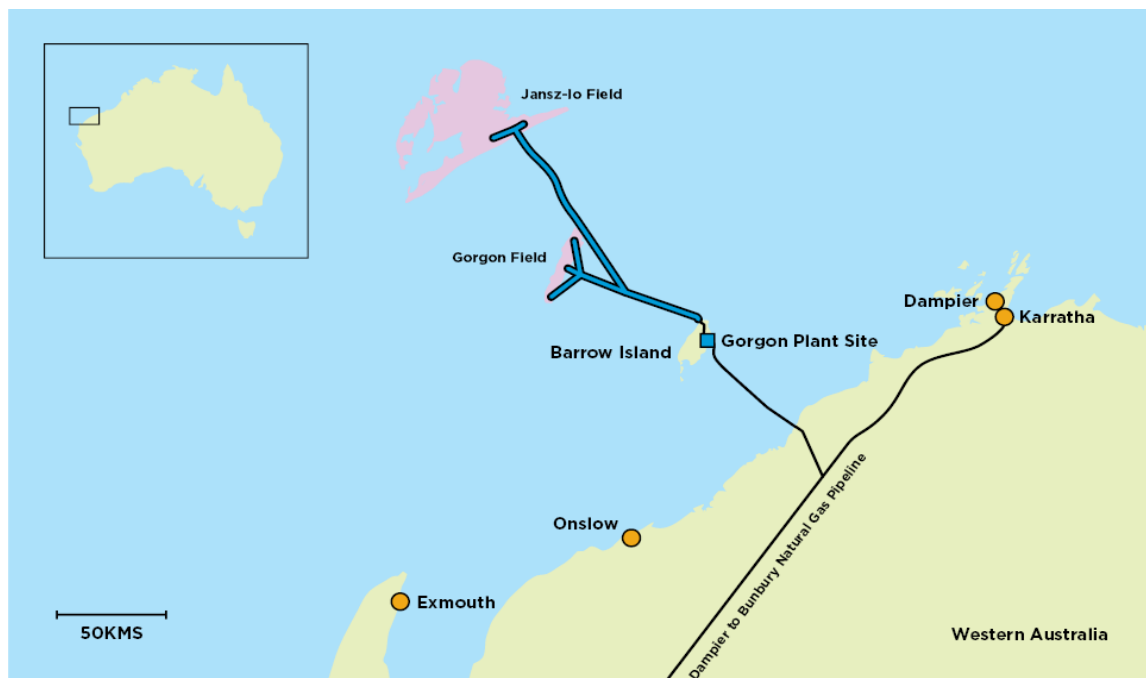 Jansz-Io Field
Gorgon Field
Dampier
Karratha
Gorgon Plant Site
Barrow Island
Dampier to Bunbury Natural Gas Pipeline
Onslow
Exmouth
50KMS
Western Australia